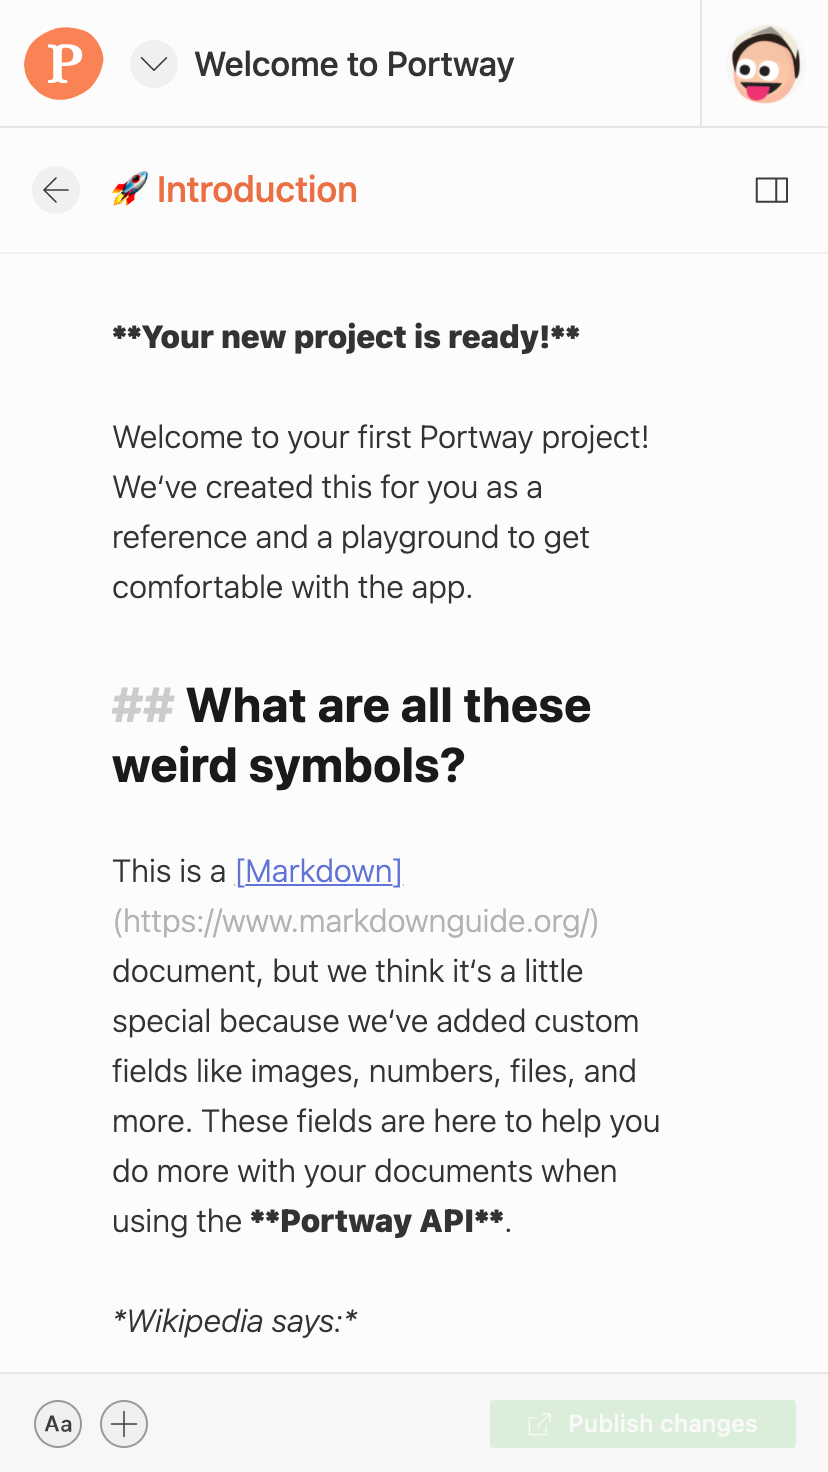 P
Welcome to Portway
🚀 Introduction
**Your new project is ready!**
Welcome to your first Portway project!
We‘ve created this for you as a
reference and a playground to get
comfortable with the app.
## What are all these
weird symbols?
This is a [Markdown]
(https://www.markdownguide.org/)
document, but we think it‘s a little
special because we‘ve added custom
fields like images, numbers, files, and
more. These fields are here to help you
do more with your documents when
using the **Portway API**.
*Wikipedia says:*
Aa
Publish changes